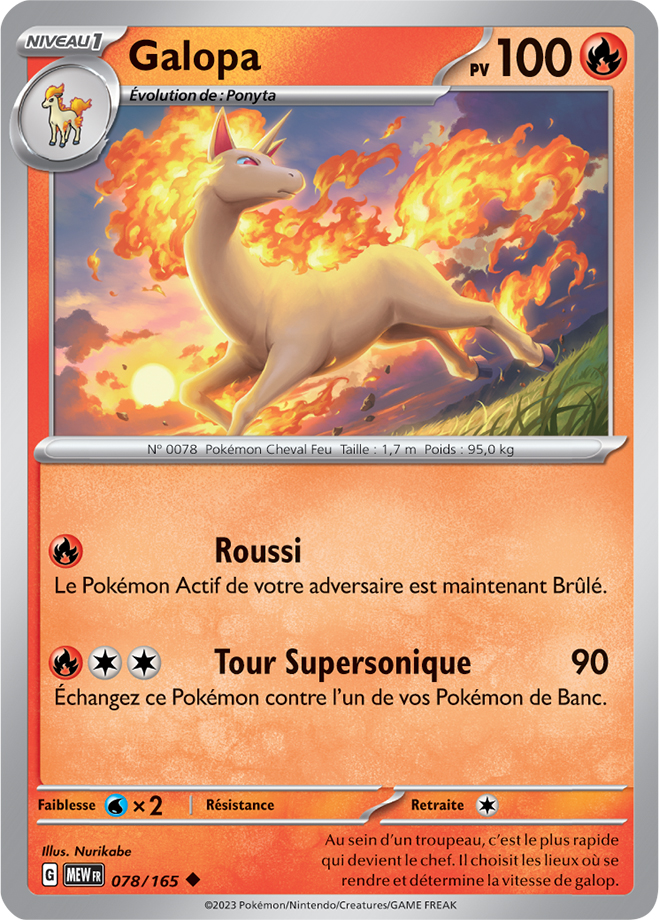 NIVEAU 1
Galopa
PV 100
Évolution de : Ponyta
Nº 0078 Pokémon Cheval Feu Taille : 1,7 m Poids : 95,0 kg
Roussi
Le Pokémon Actif de votre adversaire est maintenant Brûlé.
Tour Supersonique 90
Échangez ce Pokémon contre l'un de vos Pokémon de Banc.
Faiblesse ×2 Résistance Retraite
Illus. Nurikabe
G MEW FR 078/165
Au sein d'un troupeau, c'est le plus rapide
qui devient le chef. Il choisit les lieux où se
rendre et détermine la vitesse de galop.
©2023 Pokémon/Nintendo/Creatures/GAME FREAK